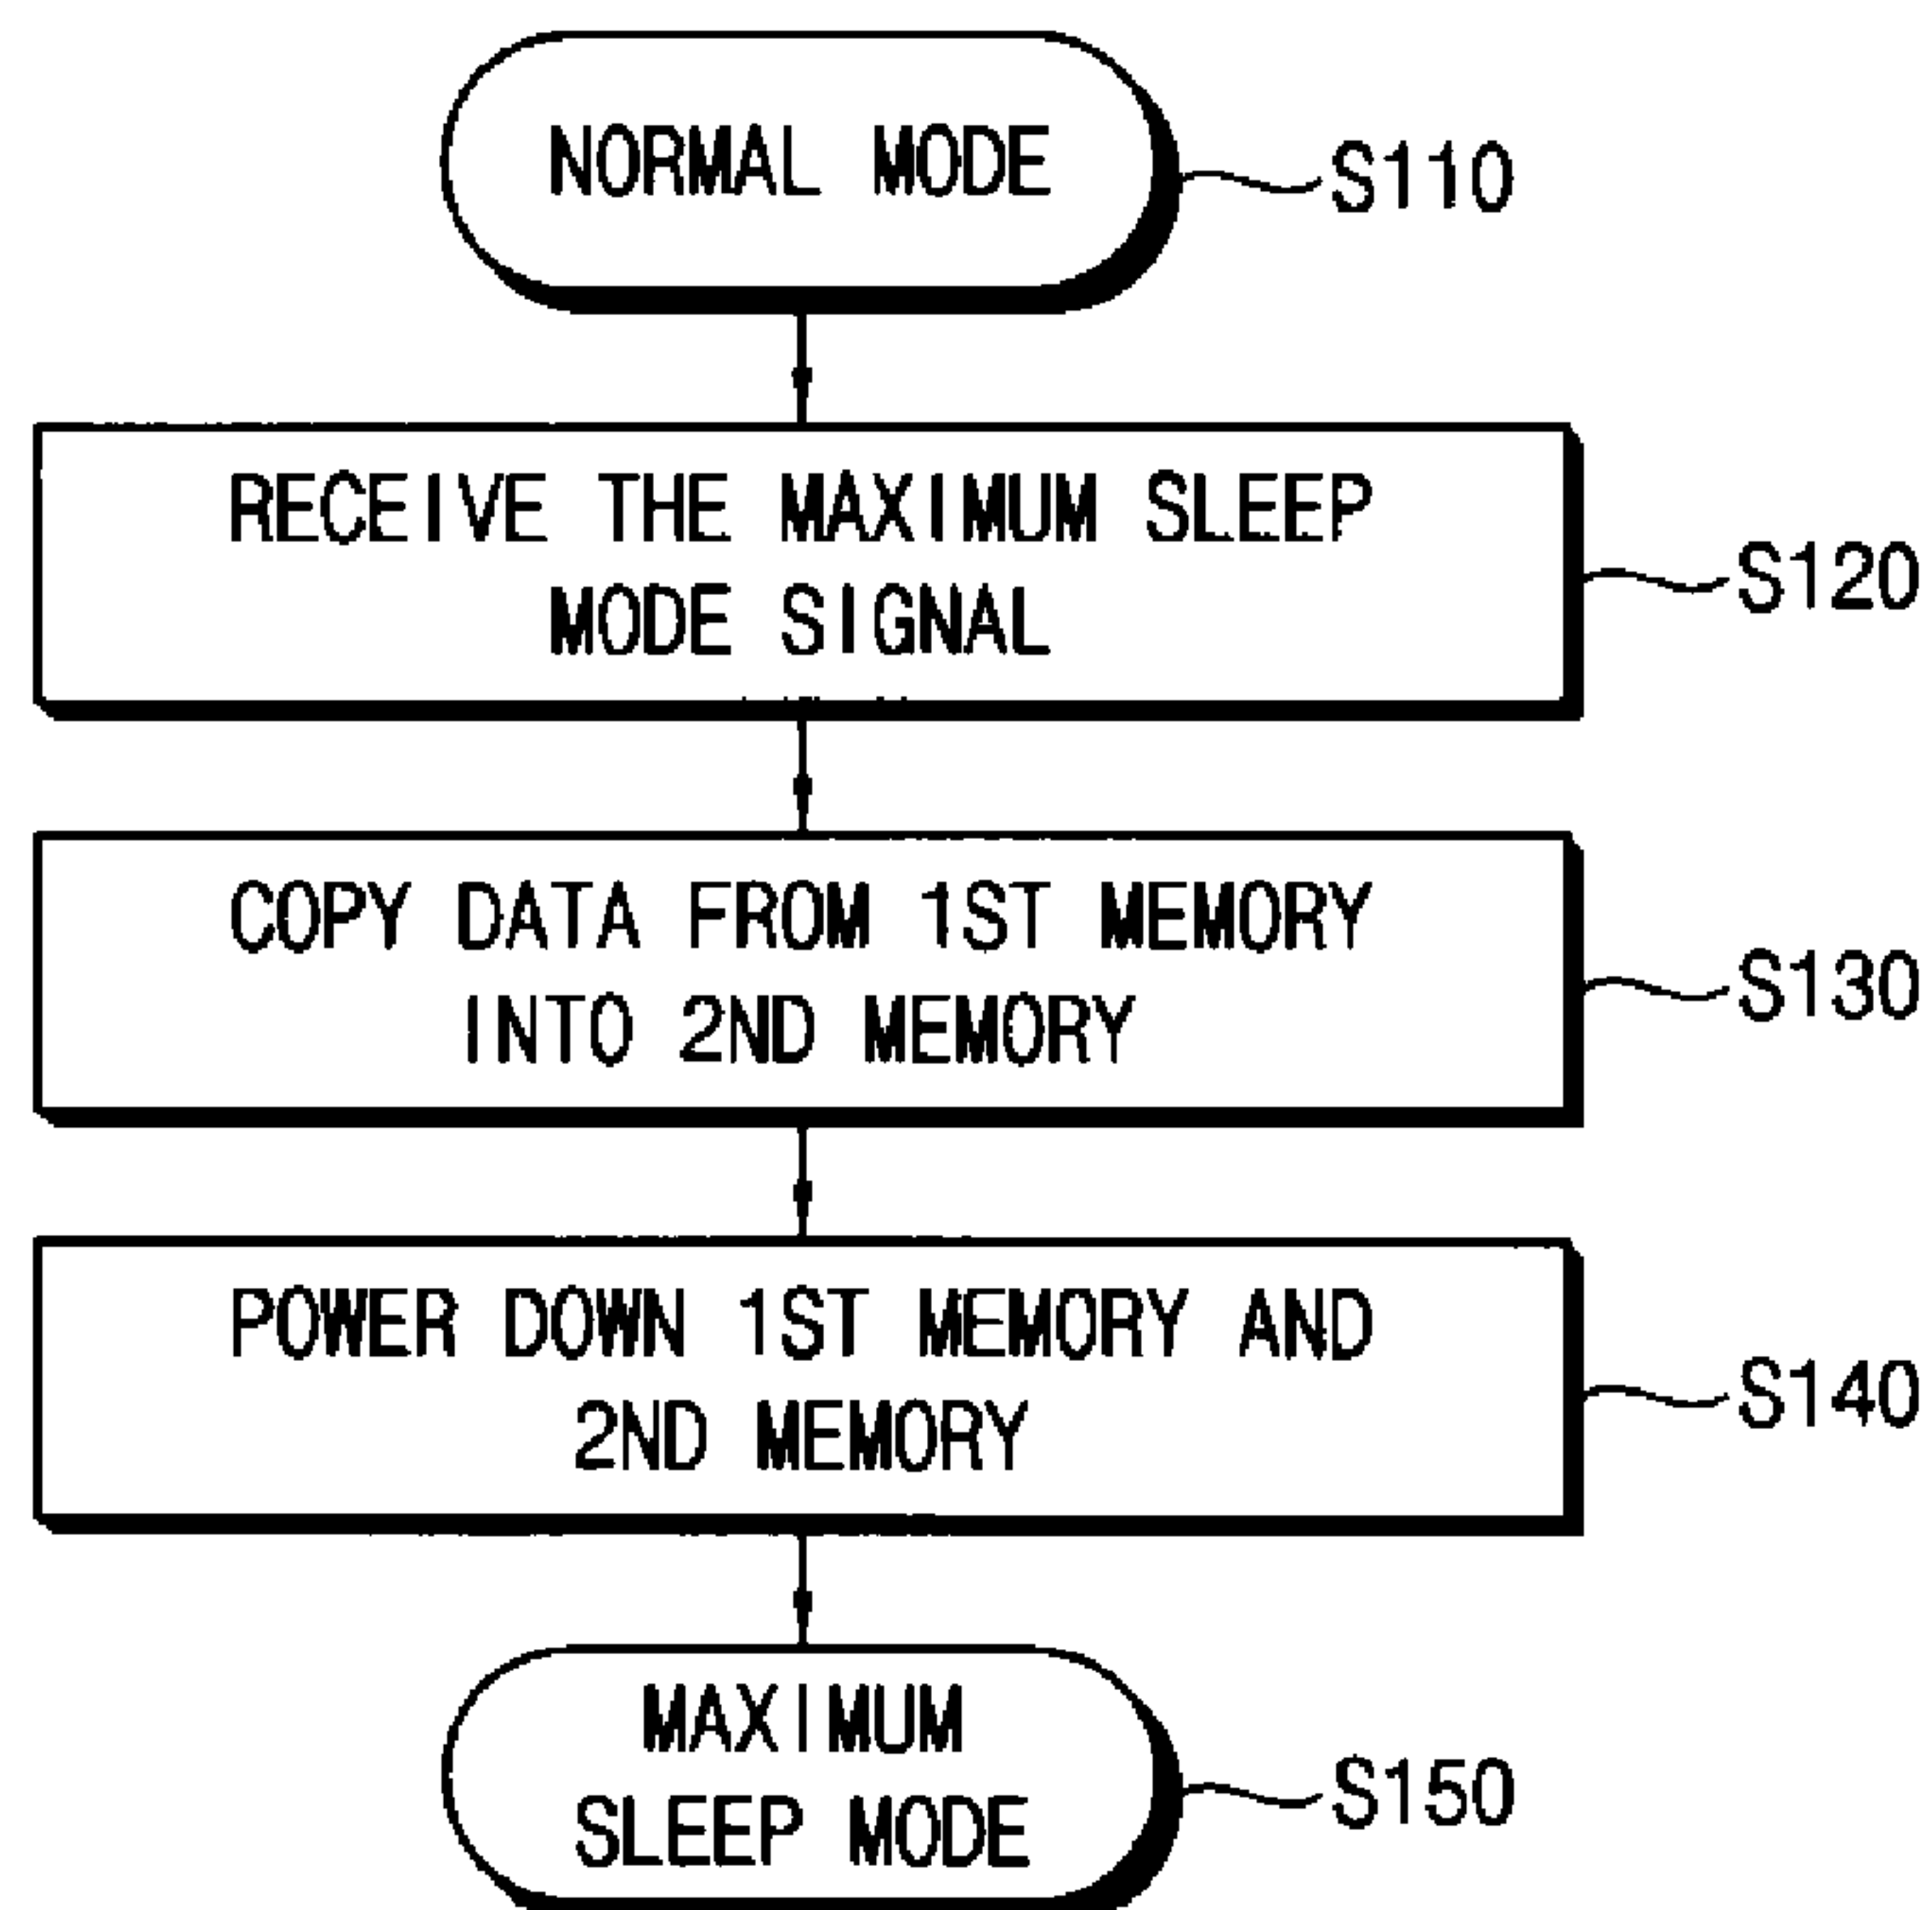 NORMAL MODE
S110
RECEIVE THE MAXIMUM SLEEP
MODE SIGNAL
S120
COPY DATA FROM 1ST MEMORY
INTO 2ND MEMORY
S130
POWER DOWN 1ST MEMORY AND
2ND MEMORY
S140
MAXIMUM
SLEEP MODE
S150